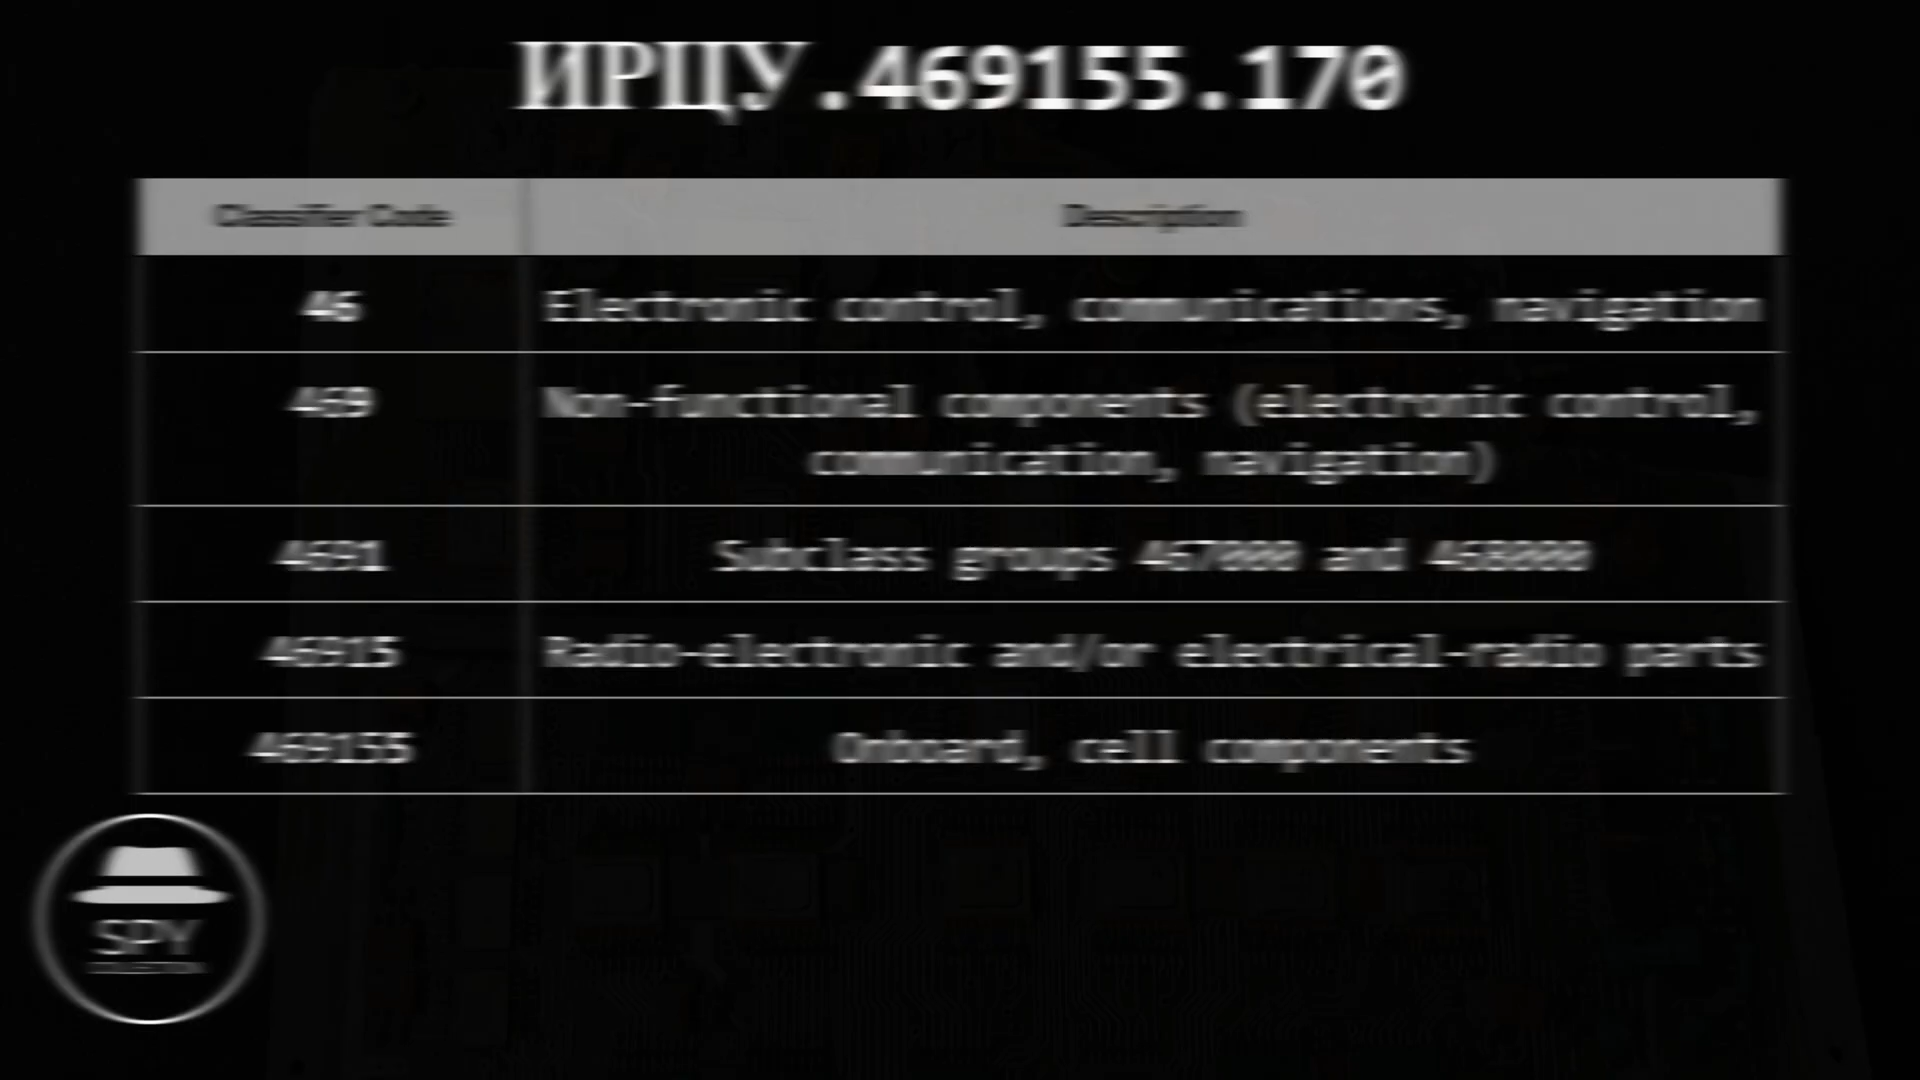 ИРЦУ.469155.170
Classifier Code
Description
46
Electronic control, communications, navigation
469
Non-functional components (electronic control,
communication, navigation)
4691
Subclass groups 467000 and 468000
46915
Radio-electronic and/or electrical-radio parts
469155
Onboard, cell components
SPY